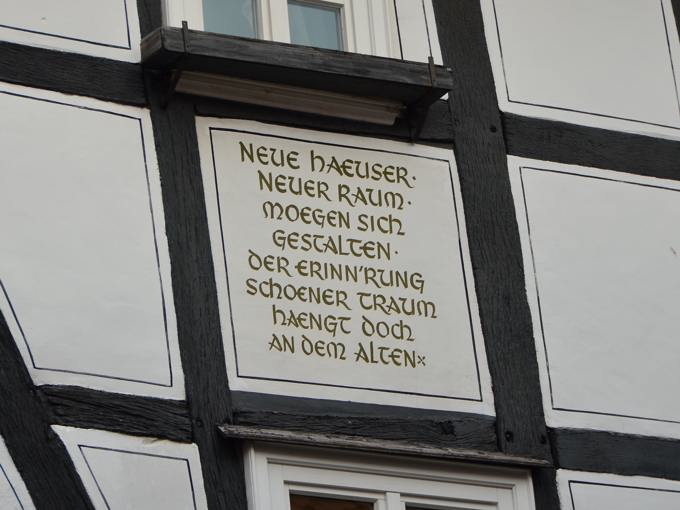 NEUE HAEUSER·
NEUER RAUM·
MOEGEN SICH
GESTALTEN·
DER ERINN'RUNG
SCHOENER TRAUM
HAENGT DOCH
AN DEM ALTEN×